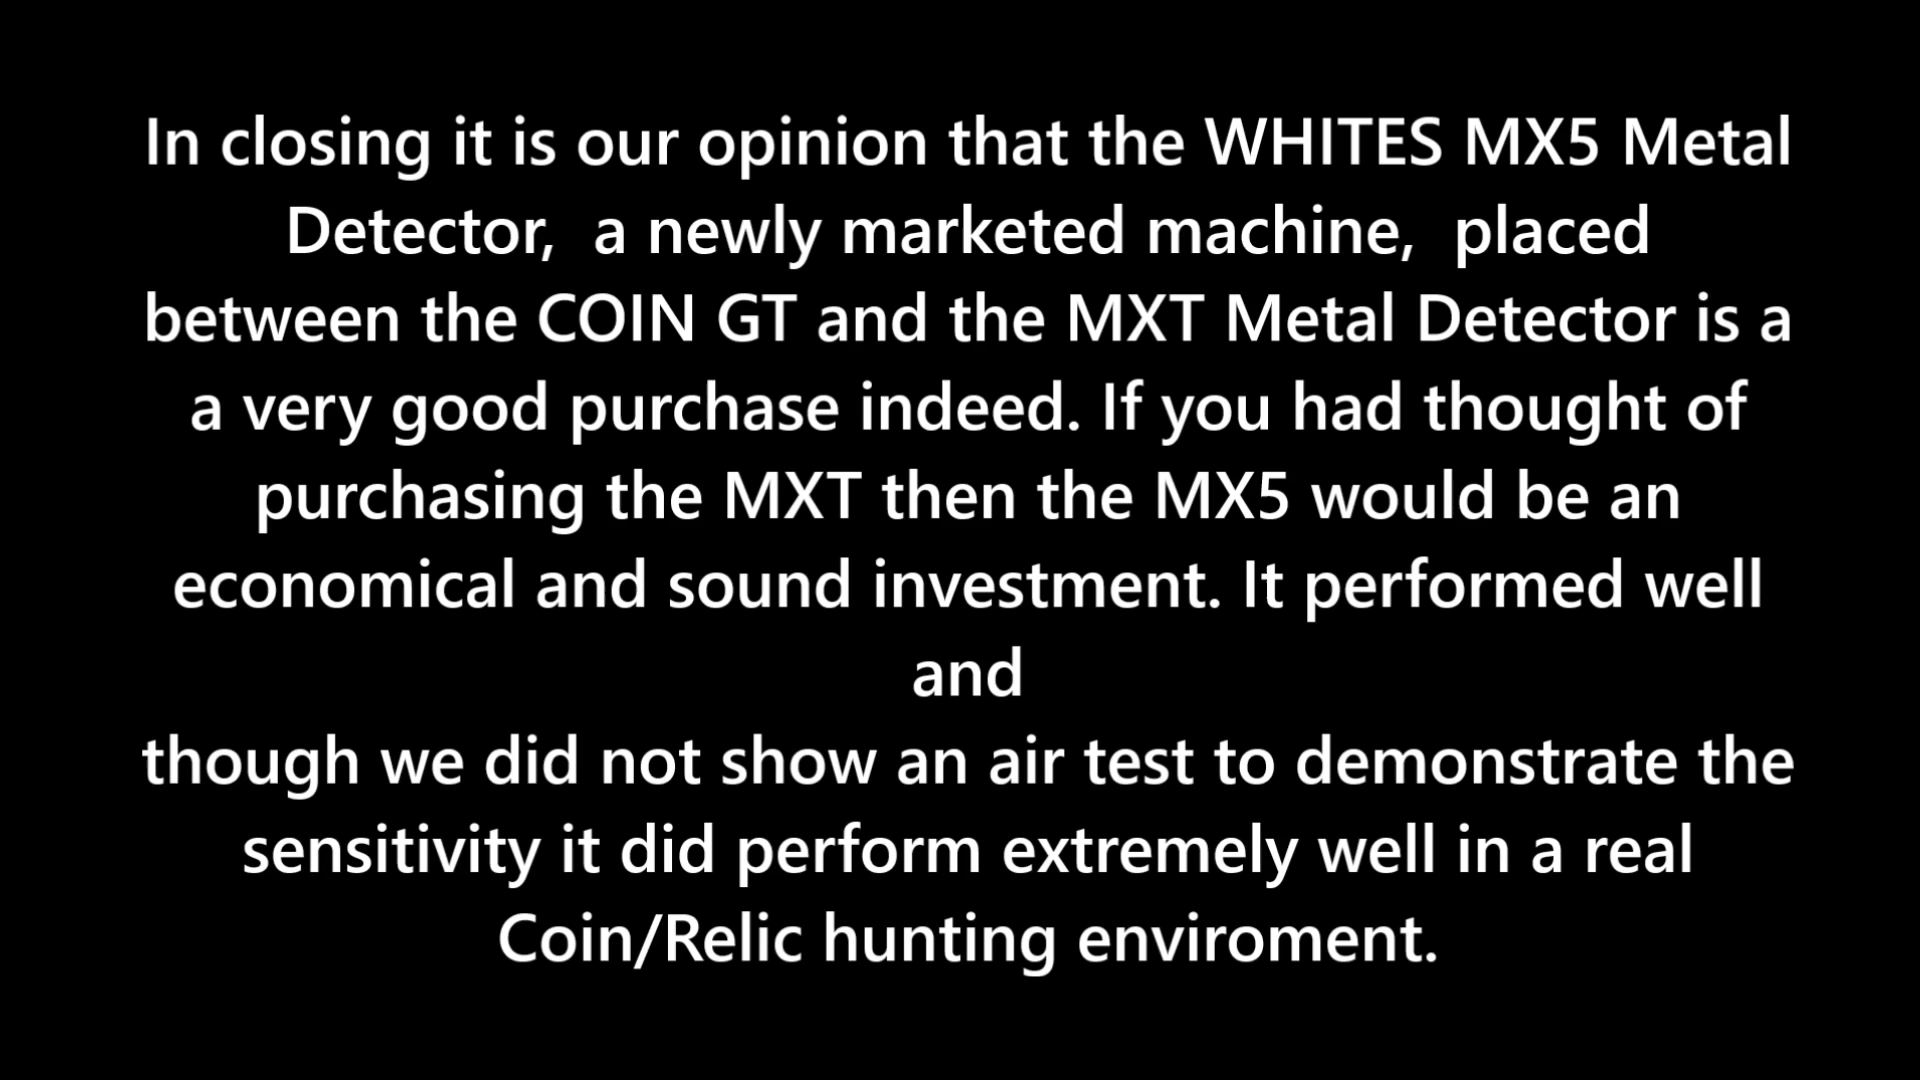 In closing it is our opinion that the WHITES MX5 Metal
Detector,  a newly marketed machine,  placed
between the COIN GT and the MXT Metal Detector is a
a very good purchase indeed. If you had thought of
purchasing the MXT then the MX5 would be an
economical and sound investment. It performed well
and
though we did not show an air test to demonstrate the
sensitivity it did perform extremely well in a real
Coin/Relic hunting enviroment.